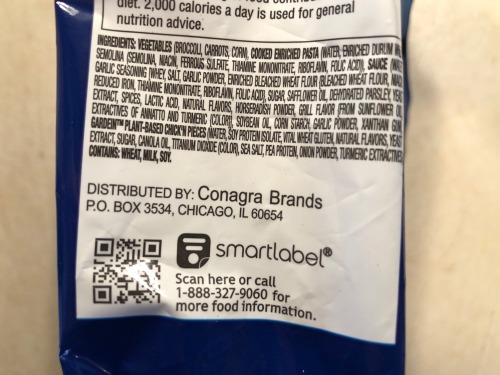 diet. 2,000 calories a day is used for general
nutrition advice.
INGREDIENTS: VEGETABLES (BROCCOLI, CARROTS, CORN), COOKED ENRICHED PASTA (WATER, ENRICHED DURUM
SEMOLINA (SEMOLINA, NIACIN, FERROUS SULFATE, THIAMINE MONONITRATE, RIBOFLAVIN, FOLIC ACID)), SAUCE
GARLIC SEASONING (WHEY, SALT, GARLIC POWDER, ENRICHED BLEACHED WHEAT FLOUR (BLEACHED WHEAT FLOUR,
REDUCED IRON, THIAMINE MONONITRATE, RIBOFLAVIN, FOLIC ACID), SUGAR, SAFFLOWER OIL, DEHYDRATED PARSLEY,
EXTRACT, SPICES, LACTIC ACID, NATURAL FLAVORS, HORSERADISH POWDER, GRILL FLAVOR (FROM SUNFLOWER
EXTRACTIVES OF ANNATTO AND TURMERIC (COLOR)), SOYBEAN OIL, CORN STARCH, GARLIC POWDER, XANTHAN GUM,
GARDEIN™ PLANT-BASED CHICK'N PIECES (WATER, SOY PROTEIN ISOLATE, VITAL WHEAT GLUTEN, NATURAL FLAVORS, YEAST
EXTRACT, SUGAR, CANOLA OIL, TITANIUM DIOXIDE (COLOR), SEA SALT, PEA PROTEIN, ONION POWDER, TURMERIC EXTRACTIVES
CONTAINS: WHEAT, MILK, SOY.
DISTRIBUTED BY: Conagra Brands
P.O. BOX 3534, CHICAGO, IL 60654
smartlabel®
Scan here or call
1-888-327-9060 for
more food information.